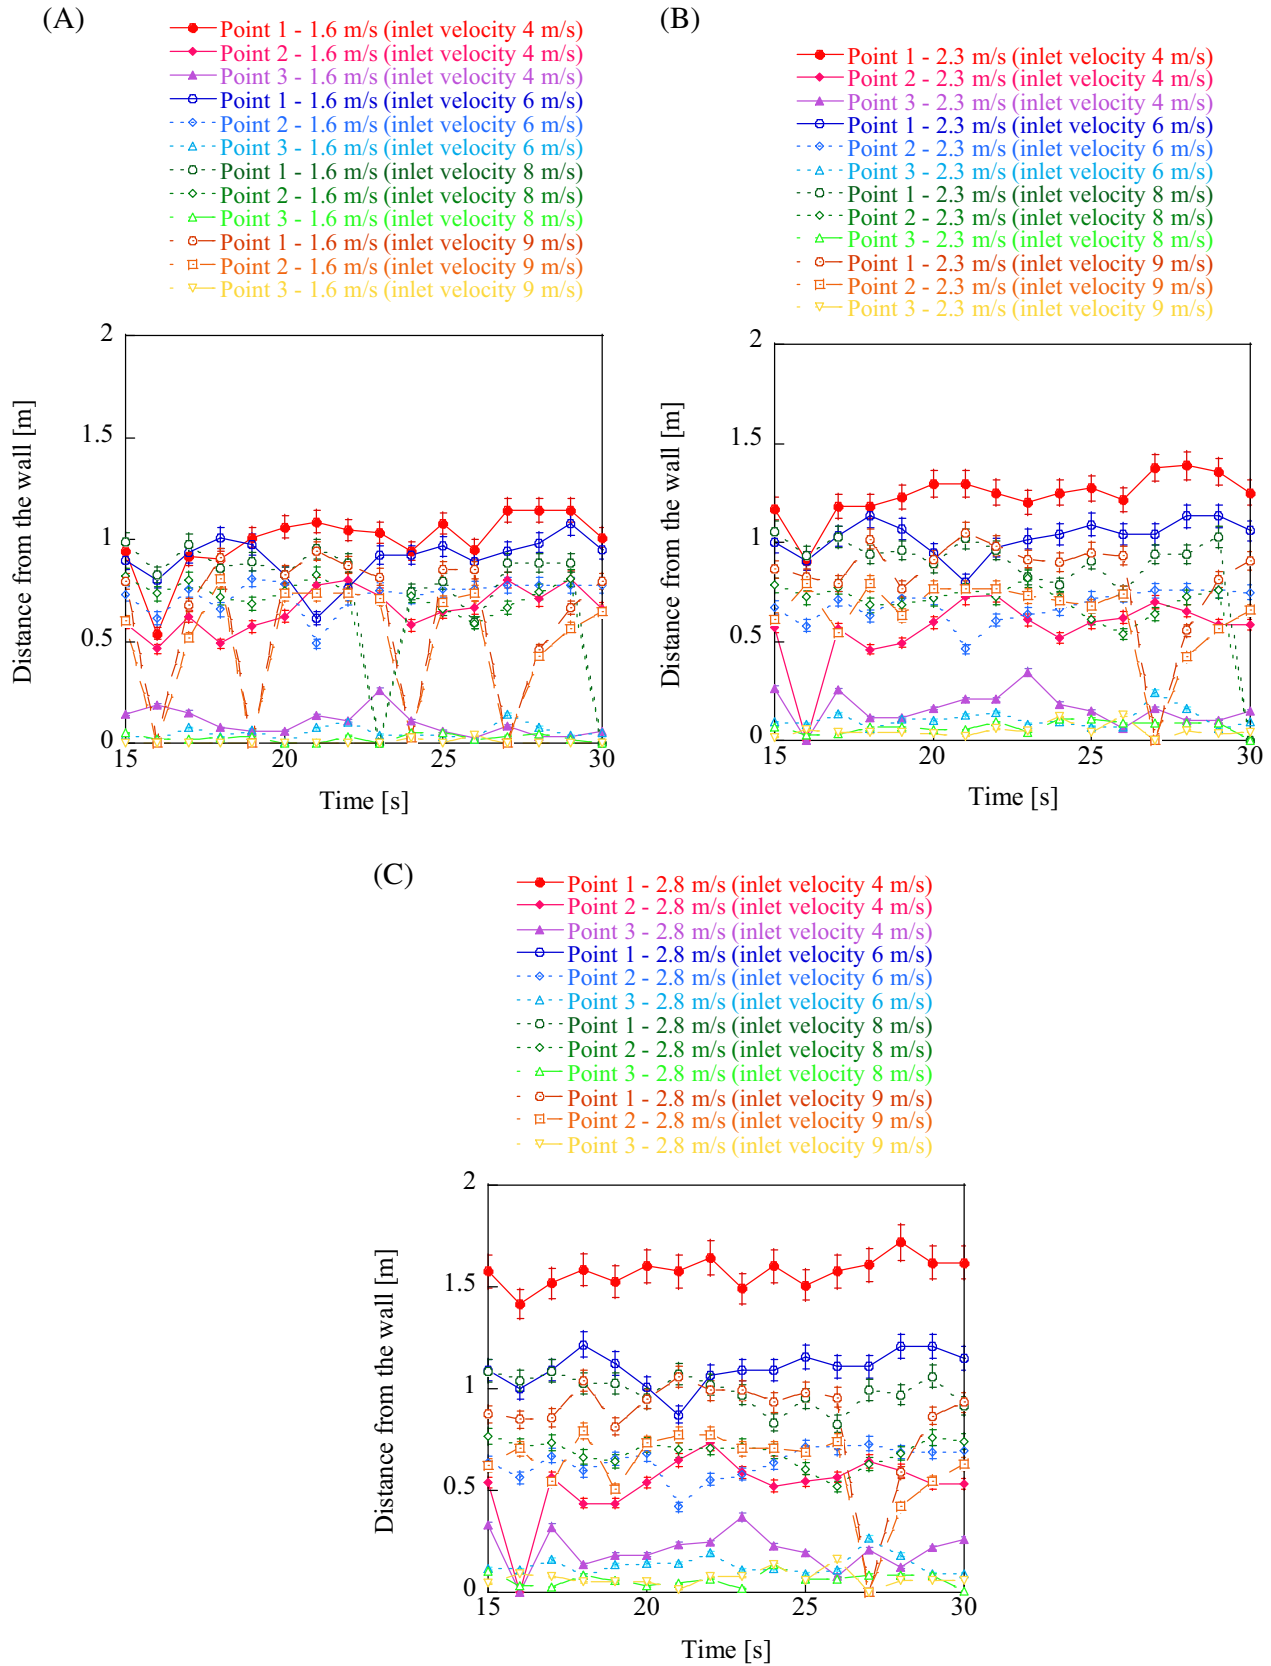 (A)
Point 1 - 1.6 m/s (inlet velocity 4 m/s)
Point 2 - 1.6 m/s (inlet velocity 4 m/s)
Point 3 - 1.6 m/s (inlet velocity 4 m/s)
Point 1 - 1.6 m/s (inlet velocity 6 m/s)
Point 2 - 1.6 m/s (inlet velocity 6 m/s)
Point 3 - 1.6 m/s (inlet velocity 6 m/s)
Point 1 - 1.6 m/s (inlet velocity 8 m/s)
Point 2 - 1.6 m/s (inlet velocity 8 m/s)
Point 3 - 1.6 m/s (inlet velocity 8 m/s)
Point 1 - 1.6 m/s (inlet velocity 9 m/s)
Point 2 - 1.6 m/s (inlet velocity 9 m/s)
Point 3 - 1.6 m/s (inlet velocity 9 m/s)
2
1.5
1
0.5
0
15
20
25
30
Distance from the wall [m]
Time [s]
(B)
Point 1 - 2.3 m/s (inlet velocity 4 m/s)
Point 2 - 2.3 m/s (inlet velocity 4 m/s)
Point 3 - 2.3 m/s (inlet velocity 4 m/s)
Point 1 - 2.3 m/s (inlet velocity 6 m/s)
Point 2 - 2.3 m/s (inlet velocity 6 m/s)
Point 3 - 2.3 m/s (inlet velocity 6 m/s)
Point 1 - 2.3 m/s (inlet velocity 8 m/s)
Point 2 - 2.3 m/s (inlet velocity 8 m/s)
Point 3 - 2.3 m/s (inlet velocity 8 m/s)
Point 1 - 2.3 m/s (inlet velocity 9 m/s)
Point 2 - 2.3 m/s (inlet velocity 9 m/s)
Point 3 - 2.3 m/s (inlet velocity 9 m/s)
2
1.5
1
0.5
0
15
20
25
30
Distance from the wall [m]
Time [s]
(C)
Point 1 - 2.8 m/s (inlet velocity 4 m/s)
Point 2 - 2.8 m/s (inlet velocity 4 m/s)
Point 3 - 2.8 m/s (inlet velocity 4 m/s)
Point 1 - 2.8 m/s (inlet velocity 6 m/s)
Point 2 - 2.8 m/s (inlet velocity 6 m/s)
Point 3 - 2.8 m/s (inlet velocity 6 m/s)
Point 1 - 2.8 m/s (inlet velocity 8 m/s)
Point 2 - 2.8 m/s (inlet velocity 8 m/s)
Point 3 - 2.8 m/s (inlet velocity 8 m/s)
Point 1 - 2.8 m/s (inlet velocity 9 m/s)
Point 2 - 2.8 m/s (inlet velocity 9 m/s)
Point 3 - 2.8 m/s (inlet velocity 9 m/s)
2
1.5
1
0.5
0
15
20
25
30
Distance from the wall [m]
Time [s]